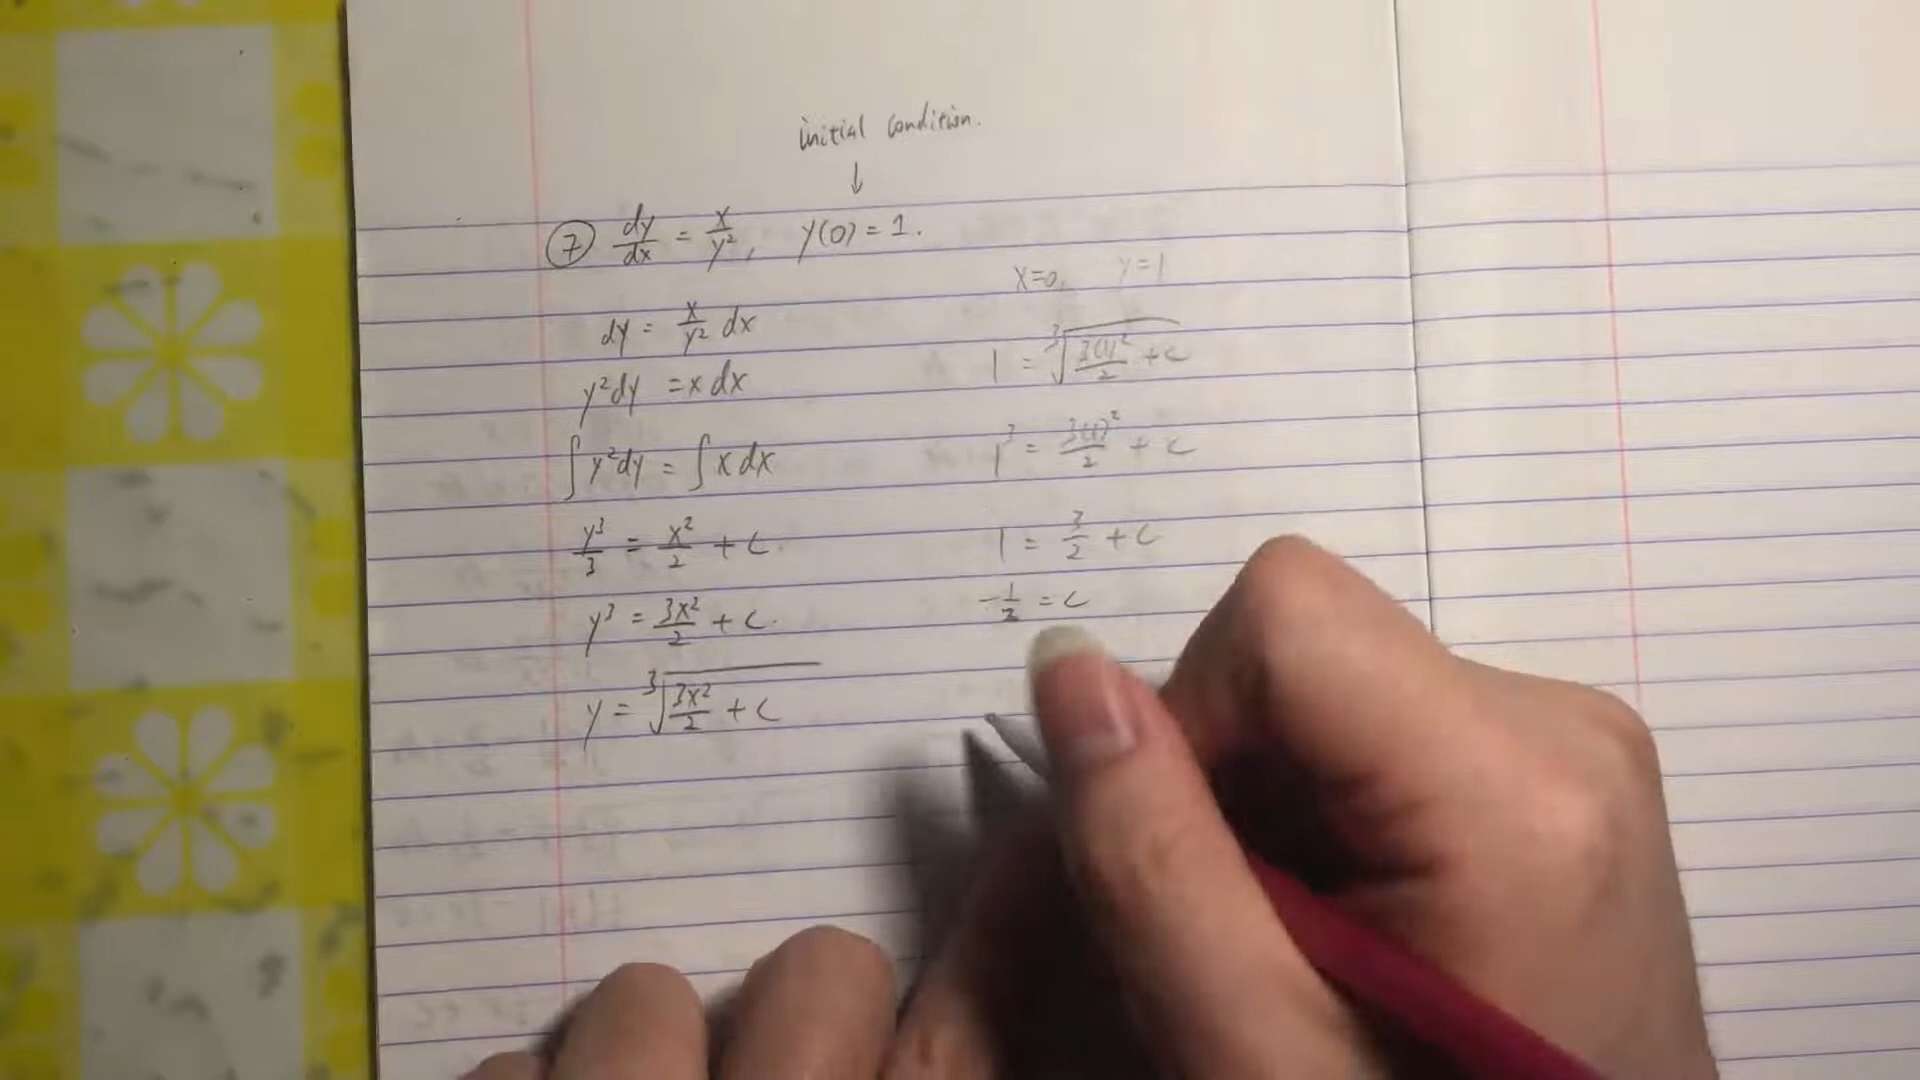 initial condition.
↓
⑦ dy/dx = x/y², y(0) = 1.
dy = x/y² dx
y²dy = x dx
∫y²dy = ∫x dx
y³/3 = x²/2 + C.
y³ = 3x²/2 + C.
y = ∛(3x²/2 + C)
x=0, y=1
1 = ∛(3(1)²/2 + C)
1³ = 3(1)²/2 + C
1 = 3/2 + C
-1/2 = C